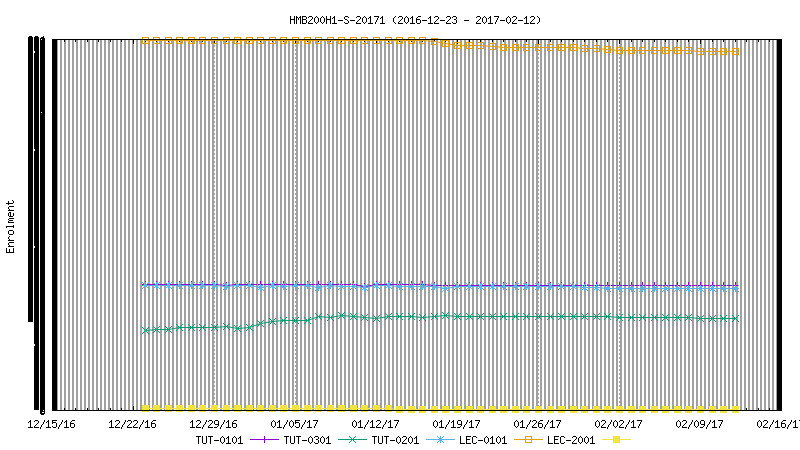 HMB200H1-S-20171 (2016-12-23 - 2017-02-12)
Enrolment
12/15/16 12/22/16 12/29/16 01/05/17 01/12/17 01/19/17 01/26/17 02/02/17 02/09/17 02/16/17
TUT-0101 TUT-0301 TUT-0201 LEC-0101 LEC-2001